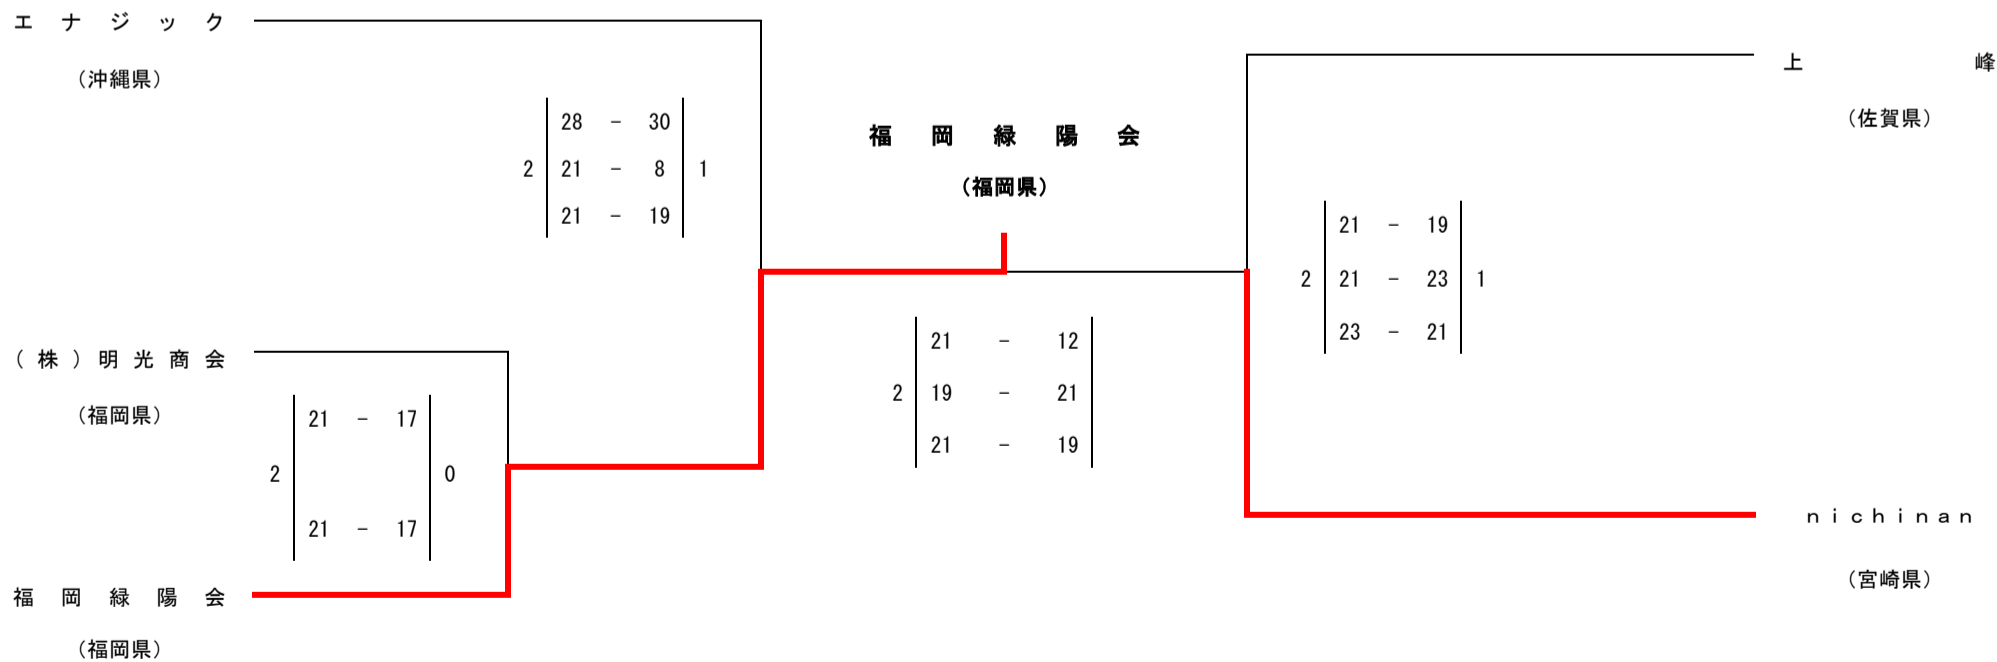 エナジック
（沖縄県）
28 － 30
2 21 － 8 1
21 － 19
（株）明光商会
（福岡県）
21 － 17
2 0
21 － 17
福岡緑陽会
（福岡県）
福岡緑陽会
（福岡県）
21 － 12
2 19 － 21
21 － 19
上峰
（佐賀県）
21 － 19
2 21 － 23 1
23 － 21
ｎｉｃｈｉｎａｎ
（宮崎県）